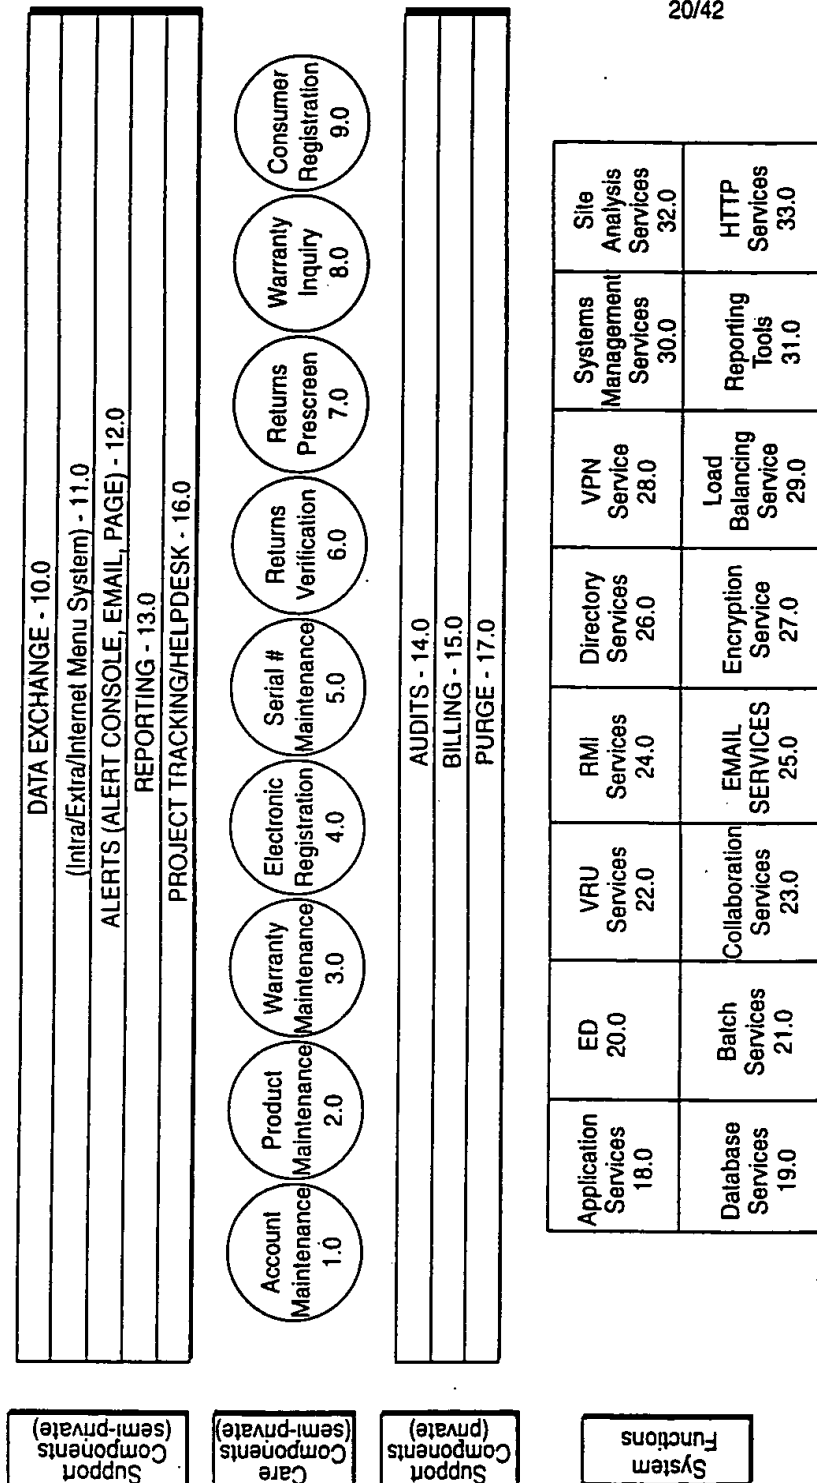 20/42
Support
Components
(semi-private)
DATA EXCHANGE - 10.0
(Intra/Extra/Internet Menu System) - 11.0
ALERTS (ALERT CONSOLE, EMAIL, PAGE) - 12.0
REPORTING - 13.0
PROJECT TRACKING/HELPDESK - 16.0
Care
Components
(semi-private)
Account
Maintenance
1.0
Product
Maintenance
2.0
Warranty
Maintenance
3.0
Electronic
Registration
4.0
Serial #
Maintenance
5.0
Returns
Verification
6.0
Returns
Prescreen
7.0
Warranty
Inquiry
8.0
Consumer
Registration
9.0
Support
Components
(private)
AUDITS - 14.0
BILLING - 15.0
PURGE - 17.0
System
Functions
Application
Services
18.0
ED
20.0
VRU
Services
22.0
RMI
Services
24.0
Directory
Services
26.0
VPN
Service
28.0
Systems
Management
Services
30.0
Site
Analysis
Services
32.0
Database
Services
19.0
Batch
Services
21.0
Collaboration
Services
23.0
EMAIL
SERVICES
25.0
Encryption
Service
27.0
Load
Balancing
Service
29.0
Reporting
Tools
31.0
HTTP
Services
33.0